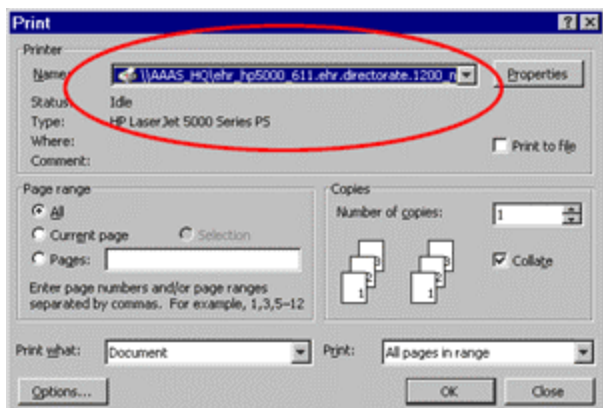 Print
Printer
Name: \\AAAS_HQ\ehr_hp5000_611.ehr.directorate.1200_n
Properties
Status: Idle
Type: HP LaserJet 5000 Series PS
Where:
Print to file
Comment:
Page range
All
Current page
Selection
Pages:
Enter page numbers and/or page ranges
separated by commas. For example, 1,3,5–12
Copies
Number of copies: 1
Collate
Print what: Document
Print: All pages in range
Options...
OK
Close